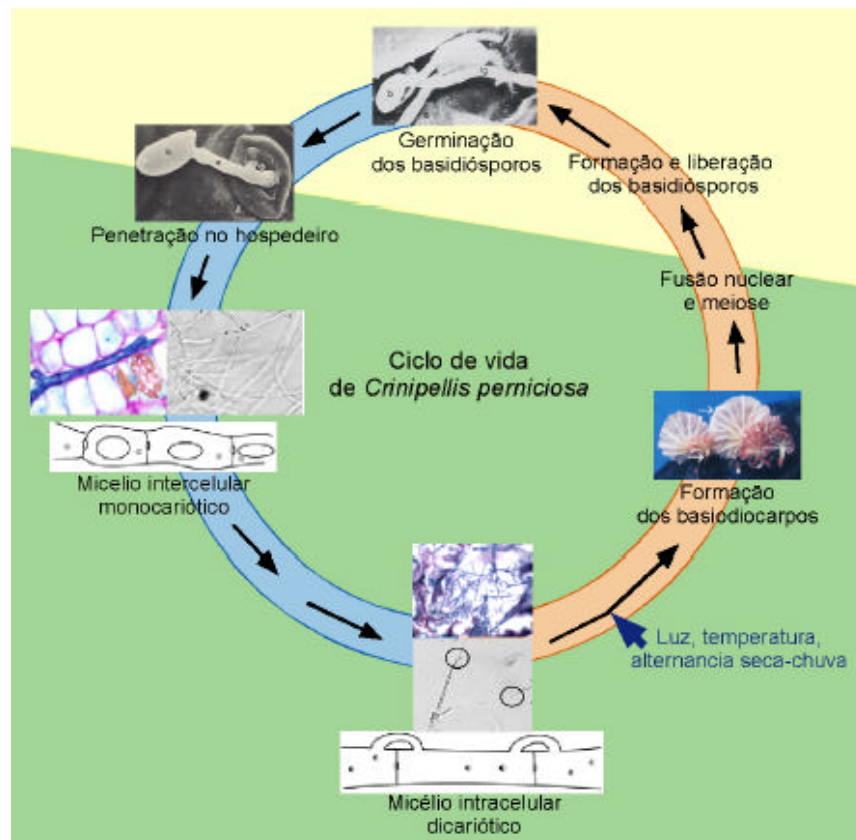 Germinação
dos basidiósporos
Formação e liberação
dos basidiósporos
Penetração no hospedeiro
Fusão nuclear
e meiose
Ciclo de vida
de Crinipellis perniciosa
Micelio intercelular
monocariótico
Formação
dos basiodiocarpos
Luz, temperatura,
alternancia seca-chuva
Micélio intracelular
dicariótico